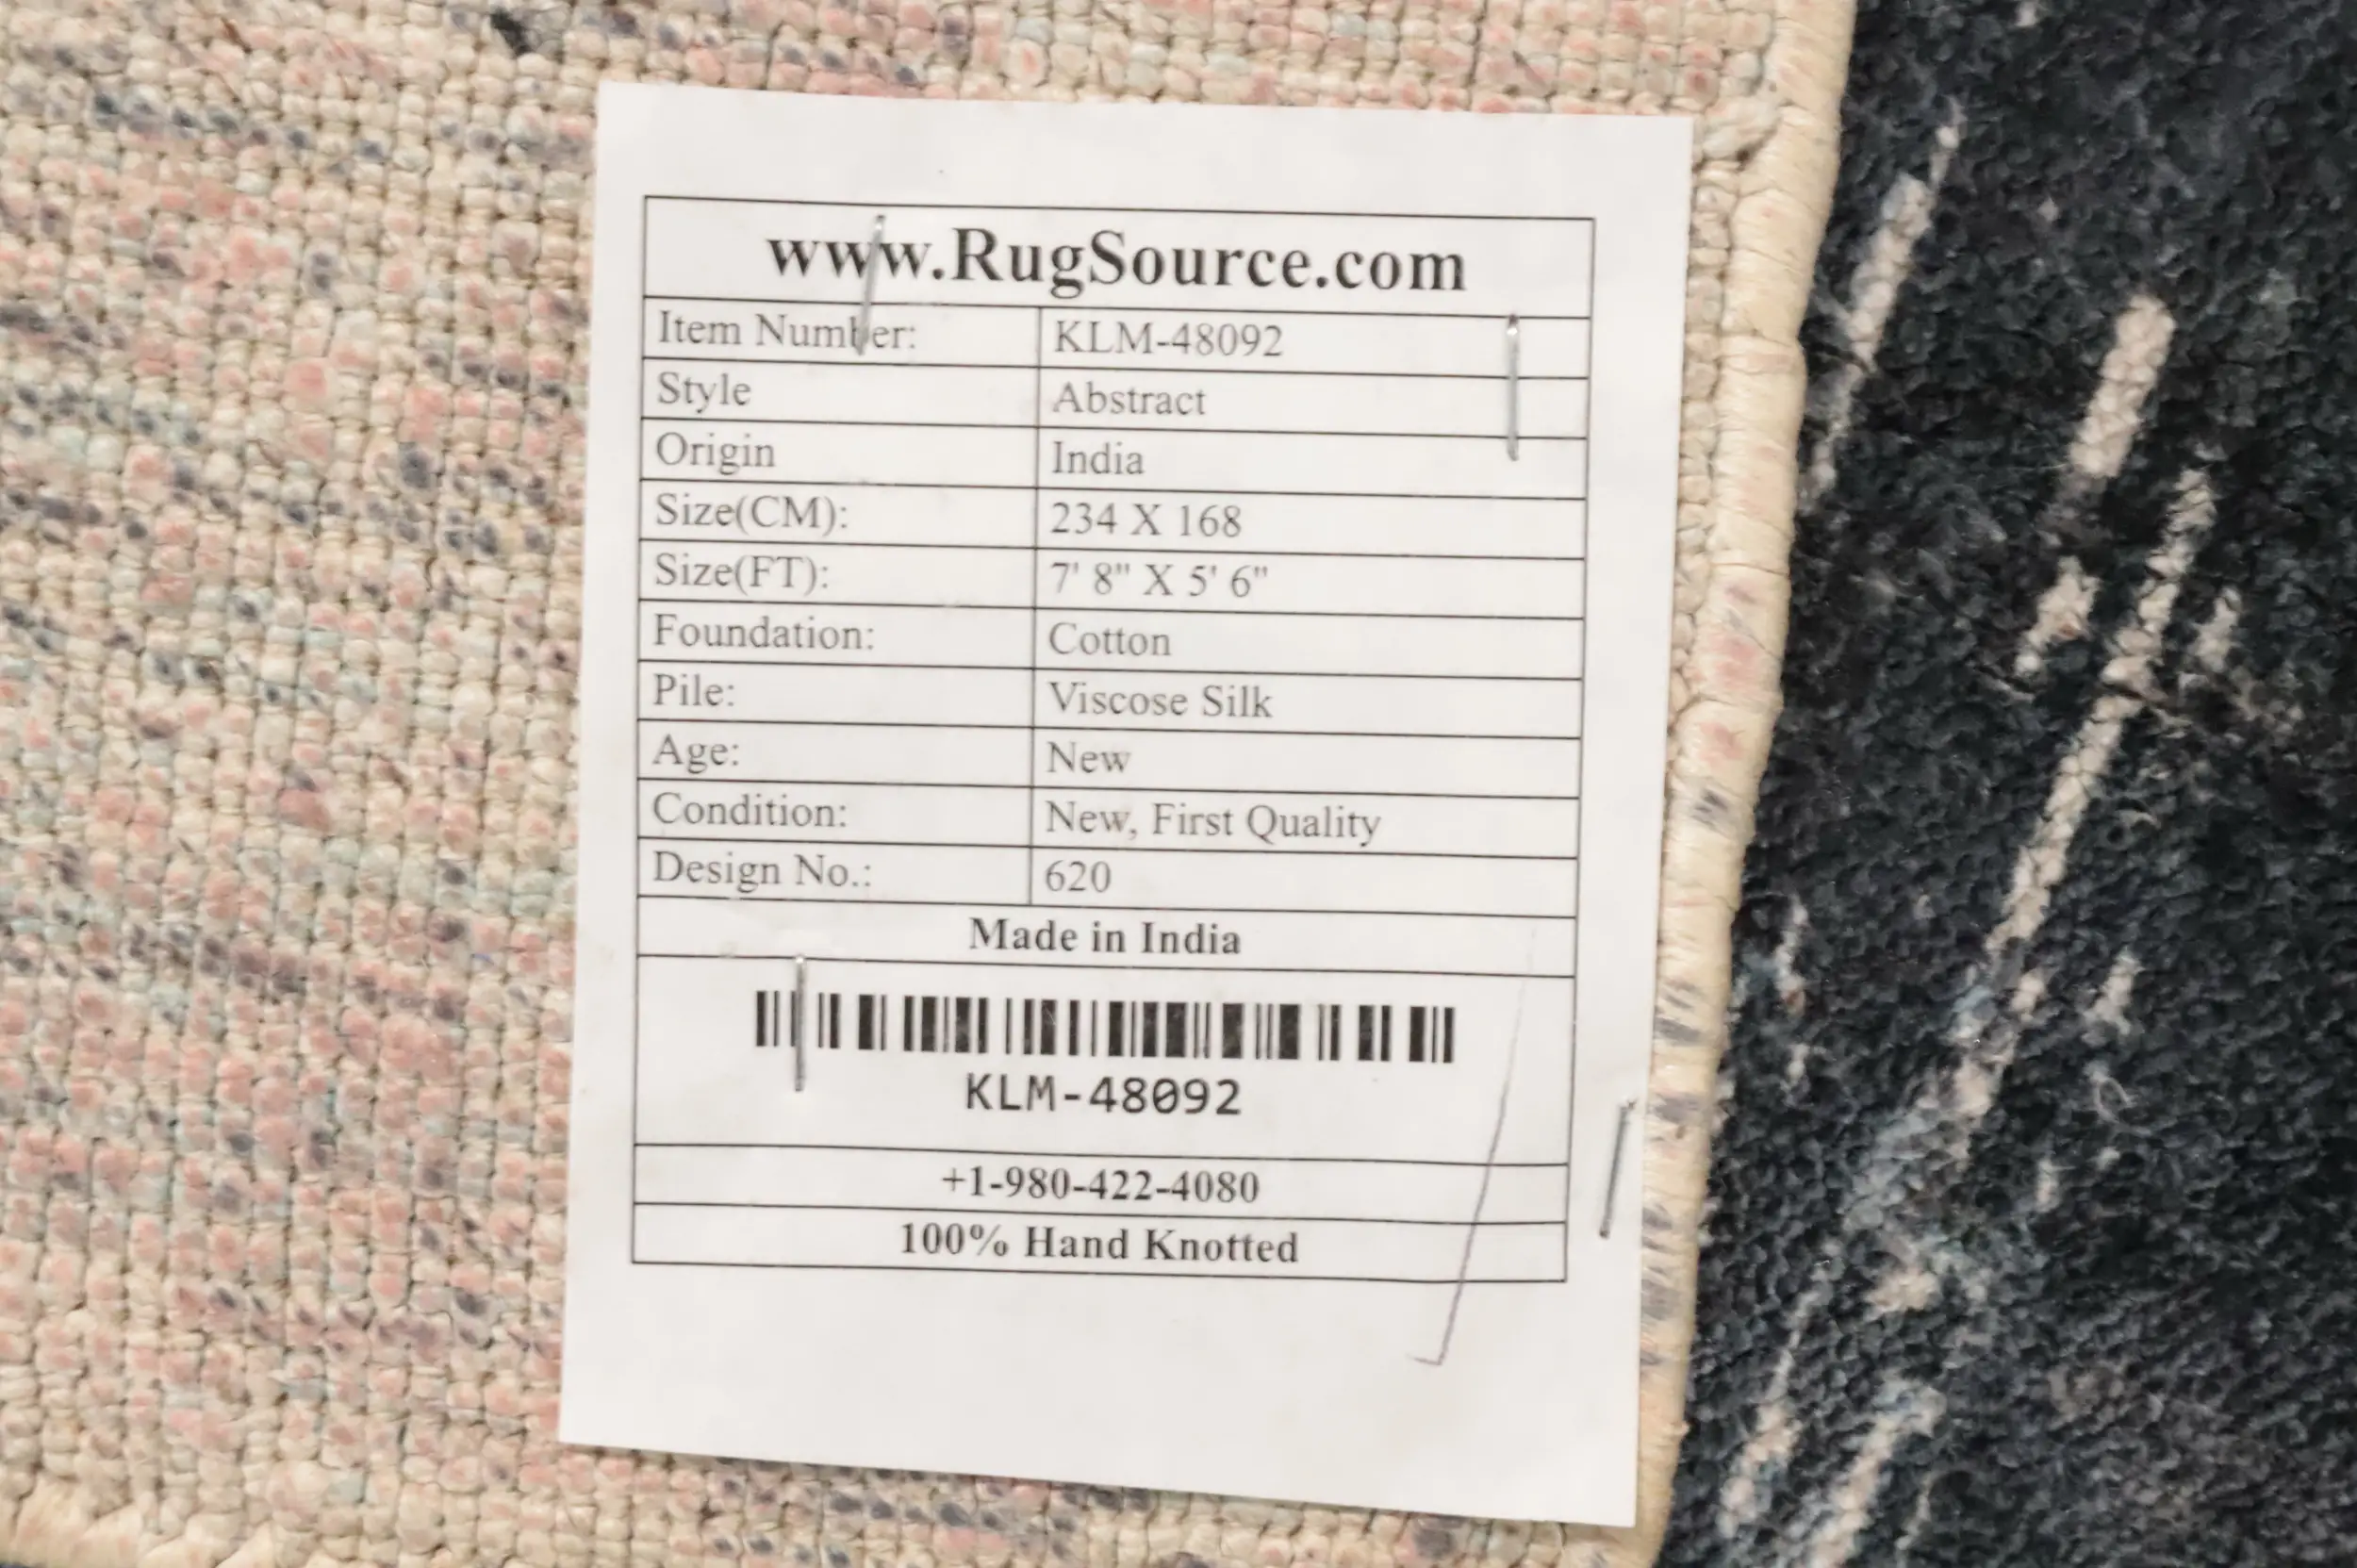 www.RugSource.com
Item Number: KLM-48092
Style Abstract
Origin India
Size(CM): 234 X 168
Size(FT): 7' 8" X 5' 6"
Foundation: Cotton
Pile: Viscose Silk
Age: New
Condition: New, First Quality
Design No.: 620
Made in India
KLM-48092
+1-980-422-4080
100% Hand Knotted